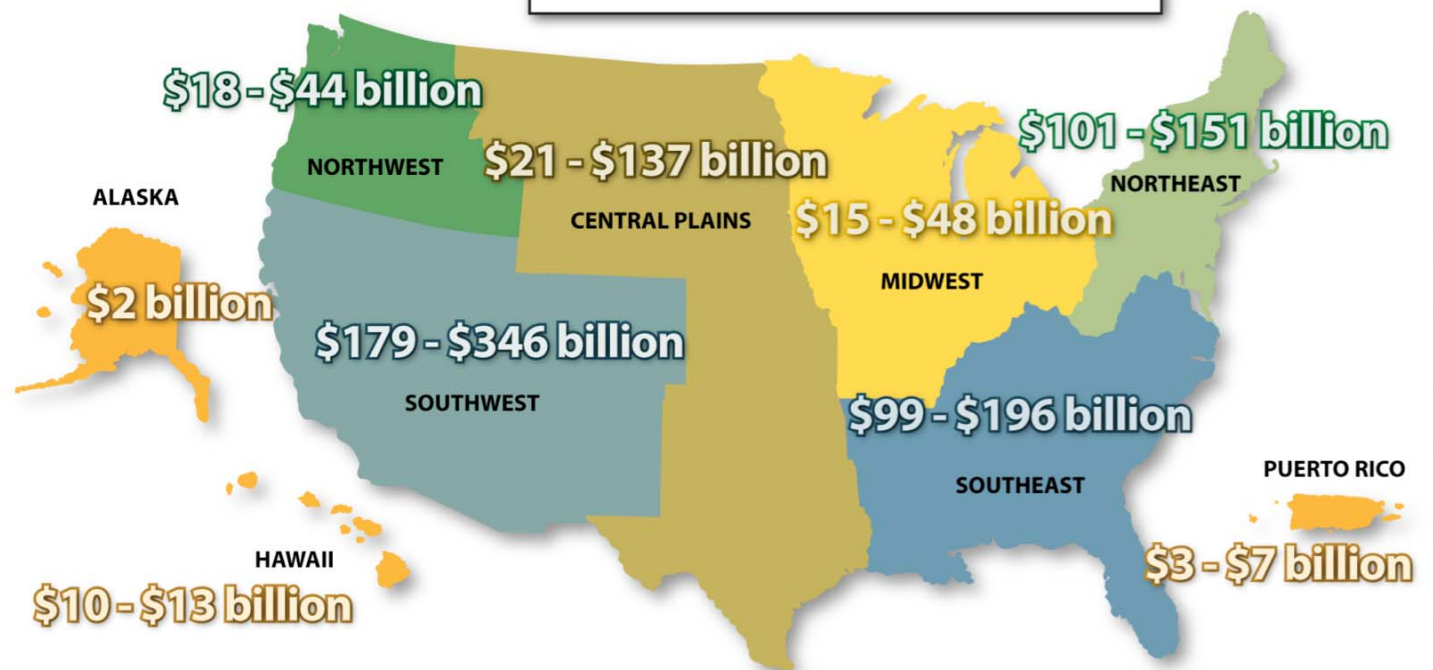 $18 - $44 billion
NORTHWEST
$21 - $137 billion
CENTRAL PLAINS
$101 - $151 billion
NORTHEAST
$15 - $48 billion
MIDWEST
ALASKA
$2 billion
$179 - $346 billion
SOUTHWEST
$99 - $196 billion
SOUTHEAST
PUERTO RICO
$3 - $7 billion
HAWAII
$10 - $13 billion